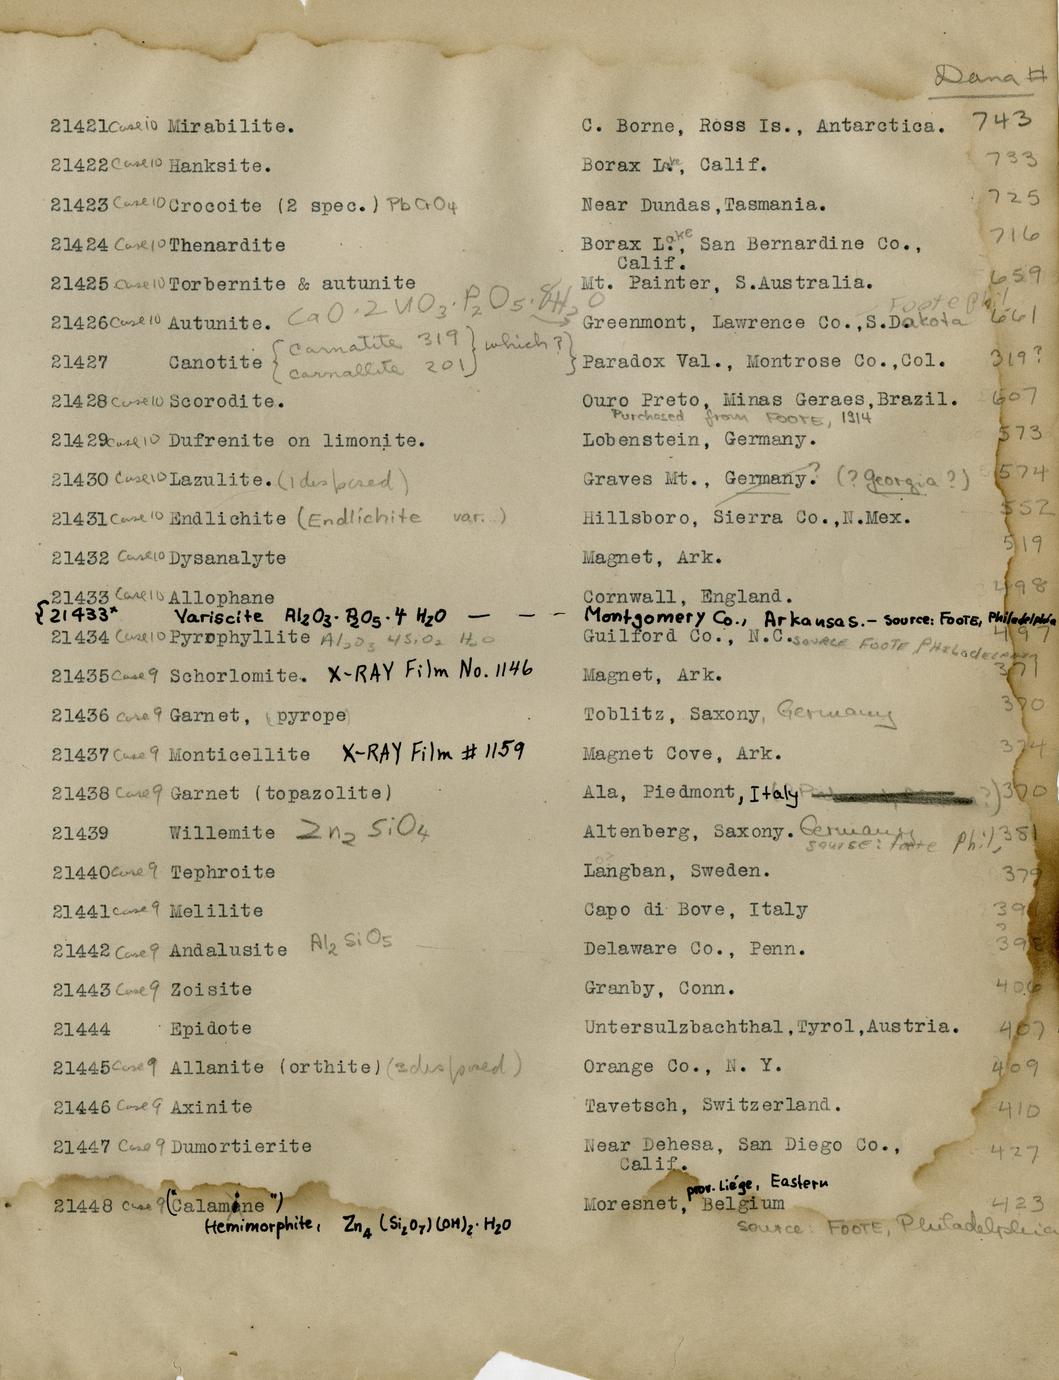 Dana #
21421 Case 10 Mirabilite. C. Borne, Ross Is., Antarctica. 743
21422 Case 10 Hanksite. Borax Lake, Calif. 733
21423 Case 10 Crocoite (2 spec.) PbCrO4 Near Dundas,Tasmania. 725
21424 Case 10 Thenardite Borax L.ake, San Bernardine Co., 716
Calif.
21425 Case 10 Torbernite & autunite Mt. Painter, S.Australia. 659
CaO·2UO3·P2O5·8H2O Foote Phil
21426 Case 10 Autunite. Greenmont, Lawrence Co.,S.Dakota 661
21427 Canotite { Carnatite 319 } which? } Paradox Val., Montrose Co.,Col. 319?
Carnallite 201
21428 Case 10 Scorodite. Ouro Preto, Minas Geraes,Brazil. 607
Purchased from FOOTE, 1914
21429 Case 10 Dufrenite on limonite. Lobenstein, Germany. 573
21430 Case 10 Lazulite. (1 disposed) Graves Mt., Germany.? (? Georgia ?) 574
21431 Case 10 Endlichite (Endlichite var.) Hillsboro, Sierra Co.,N.Mex. 552
21432 Case 10 Dysanalyte Magnet, Ark. 519
21433 Case 10 Allophane Cornwall, England. 498
{21433* Variscite Al2O3·P2O5·4 H2O — – – Montgomery Co., Arkansas. – Source: FOOTE, Philadelphia
21434 Case 10 Pyrophyllite Al2O3 4SiO2 H2O Guilford Co., N.C. SOURCE FOOTE PHILADELPHIA 497
21435 Case 9 Schorlomite. X-RAY Film No. 1146 Magnet, Ark. 371
21436 Case 9 Garnet, (pyrope) Toblitz, Saxony, Germany 370
21437 Case 9 Monticellite X-RAY Film # 1159 Magnet Cove, Ark. 374
21438 Case 9 Garnet (topazolite) Ala, Piedmont, Italy 370
21439 Willemite Zn2SiO4 Altenberg, Saxony. Germany 381
source: Foote Phil,
21440 Case 9 Tephroite Langban, Sweden. 379
21441 Case 9 Melilite Capo di Bove, Italy
21442 Case 9 Andalusite Al2SiO5 Delaware Co., Penn.
21443 Case 9 Zoisite Granby, Conn. 406
21444 Epidote Untersulzbachthal,Tyrol,Austria. 407
21445 Case 9 Allanite (orthite) (2 disposed) Orange Co., N. Y. 409
21446 Case 9 Axinite Tavetsch, Switzerland. 410
21447 Case 9 Dumortierite Near Dehesa, San Diego Co., 427
Calif.
prov. Liége, Eastern
21448 Case 9 ("Calamine") Moresnet, Belgium 423
Hemimorphite, Zn4 (Si2O7)(OH)2·H2O source: FOOTE, Philadelphia